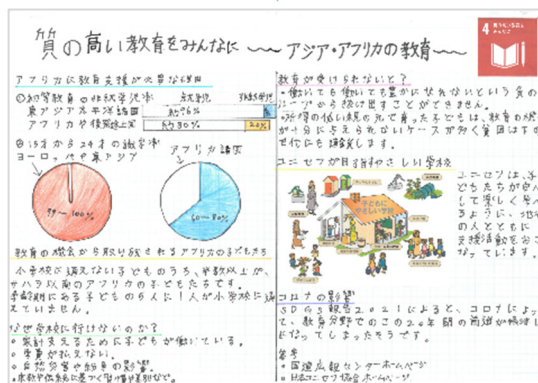 質の高い教育をみんなに 〜〜 アジア・アフリカの教育〜〜
4 質の高い教育を
みんなに
アフリカに教育支援が必要な理由
①初等教育の純就学率 就学児 非就学児
東アジア太平洋諸国 約96%
アフリカや後発途上国 約80% 20%
②15才から24才の識字率
ヨーロッパや東アジア アフリカ諸国
99〜100%
60〜80%
教育の機会から取り残されるアフリカの子どもたち
小学校に通えない子どものうち、半数以上が、
サハラ以南のアフリカの子どもたちです。
学齢期にある子どもの5人に1人が小学校に通
えていません。
なぜ学校に行けないのか?
家計支えるために子どもが働いている。
学費が払えない。
自然災害や紛争の影響。
教育が受けられないと?
・働いても働いても豊かになれないという負の
ループから抜け出すことができません。
・所得の低い親の元で育った子どもは、教育の機
が十分に与えられないケースが多く貧困は下の
世代にも
ユニセフが目指すやさしい学校
子どもに
やさしい学校
ユニセフは、子
どもたちが安心
して楽しく学べ
るように、地域
の人とともに
支援活動をおこ
なっています。
コロナの影響
SDGs報告2021によると、コロナによっ
て、教育分野でのこの20年間の前進が帳消し
になってしまったそうです。
参考
・国連広報センターホームページ
・日本ユニセフ協会ホームページ